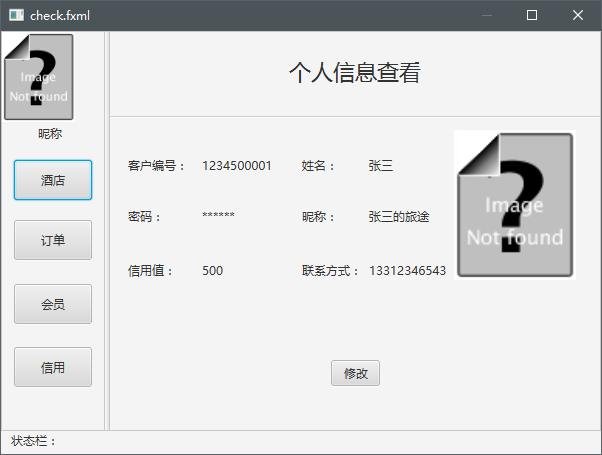 check.fxml
Image
Not found
昵称
酒店
订单
会员
信用
个人信息查看
客户编号： 1234500001 姓名： 张三
密码： ****** 昵称： 张三的旅途
信用值： 500 联系方式： 13312346543
Image
Not found
修改
状态栏：